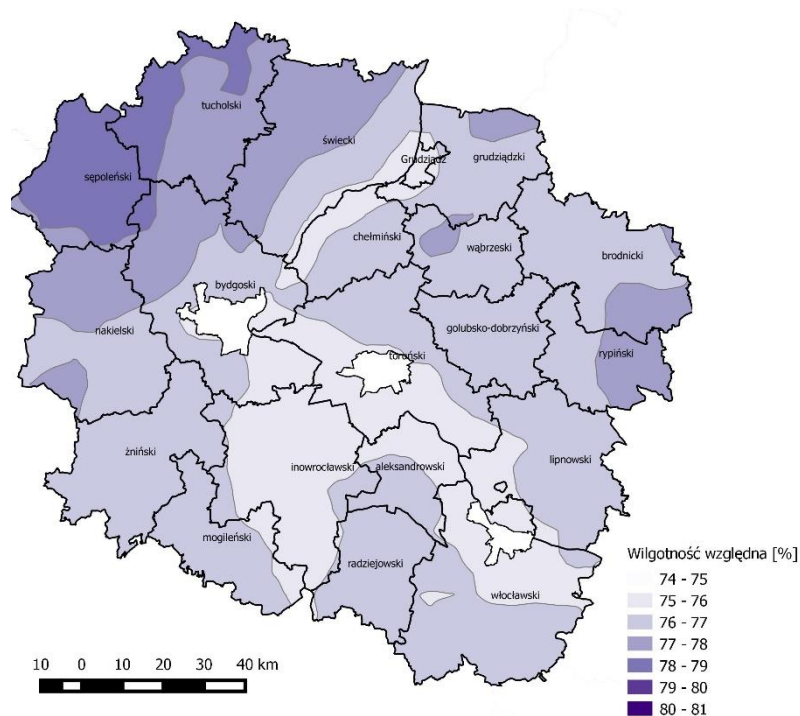 tucholski
świecki
sępoleński
Grudziądz
grudziądzki
chełmiński
wąbrzeski
brodnicki
bydgoski
nakielski
golubsko-dobrzyński
toruński
rypiński
żniński
inowrocławski
aleksandrowski
lipnowski
mogileński
radziejowski
włocławski
Wilgotność względna [%]
74 - 75
75 - 76
76 - 77
77 - 78
78 - 79
79 - 80
80 - 81
10 0 10 20 30 40 km